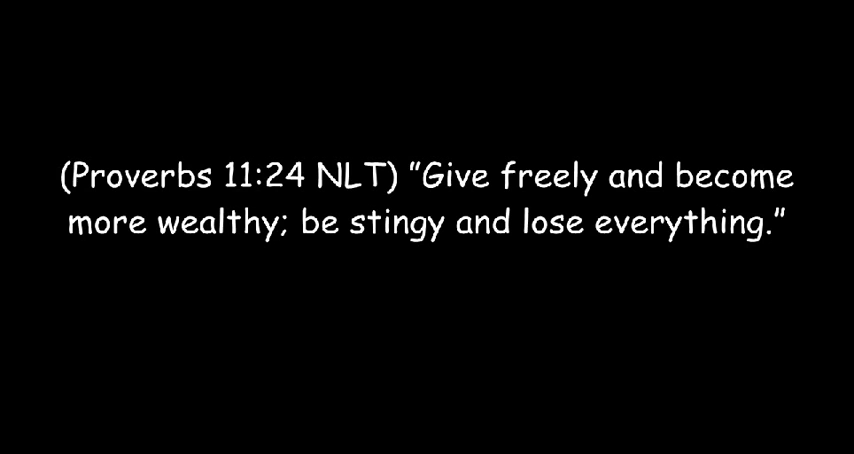 (Proverbs 11:24 NLT) "Give freely and become
more wealthy; be stingy and lose everything."